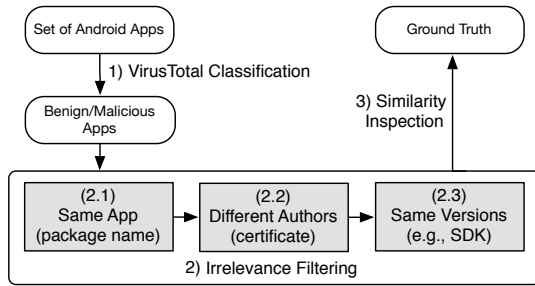 Set of Android Apps
Ground Truth
1) VirusTotal Classification
Benign/Malicious
Apps
3) Similarity
Inspection
(2.1)
Same App
(package name)
(2.2)
Different Authors
(certificate)
(2.3)
Same Versions
(e.g., SDK)
2) Irrelevance Filtering